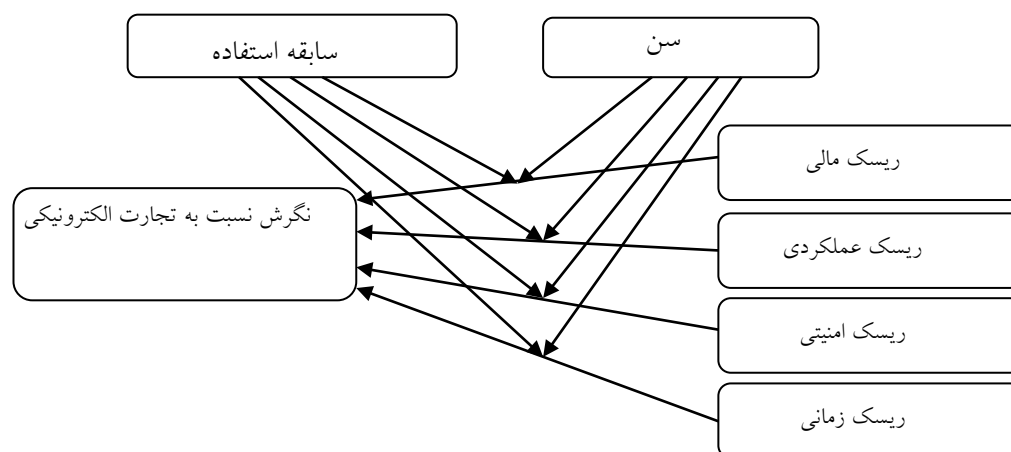 سن
سابقه استفاده
ریسک مالی
نگرش نسبت به تجارت الکترونیکی
ریسک عملکردی
ریسک امنیتی
ریسک زمانی